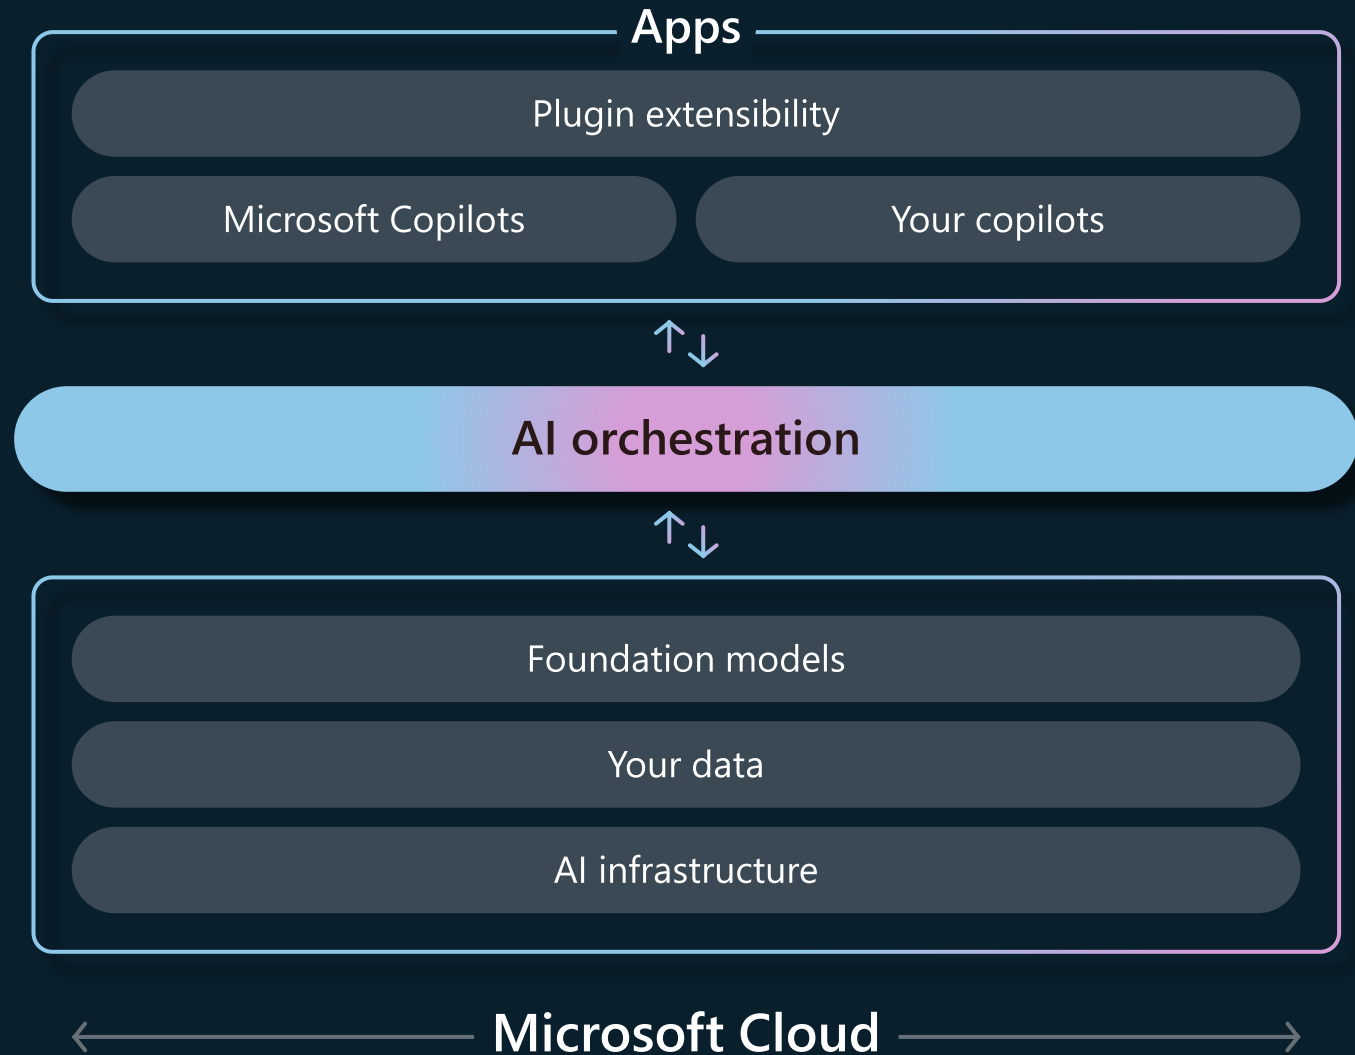 Apps
Plugin extensibility
Microsoft Copilots
Your copilots
AI orchestration
Foundation models
Your data
AI infrastructure
Microsoft Cloud